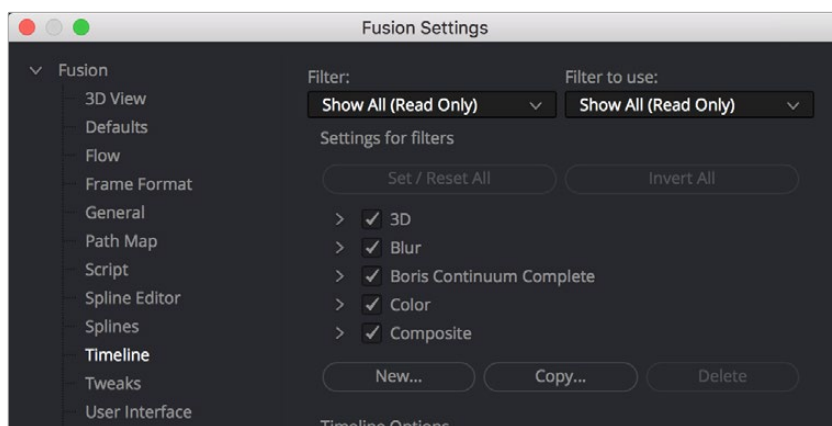 Fusion Settings
Fusion
3D View
Defaults
Flow
Frame Format
General
Path Map
Script
Spline Editor
Splines
Timeline
Tweaks
User Interface
Filter:
Filter to use:
Show All (Read Only)
Show All (Read Only)
Settings for filters
Set / Reset All
Invert All
3D
Blur
Boris Continuum Complete
Color
Composite
New...
Copy...
Delete
Timeline Options